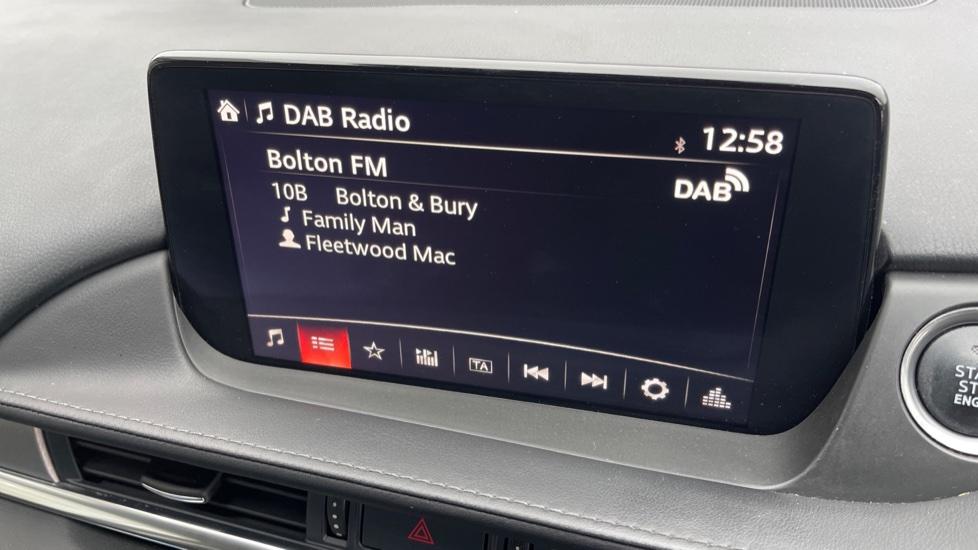 DAB Radio
12:58
Bolton FM
DAB
10B Bolton & Bury
Family Man
Fleetwood Mac
TA